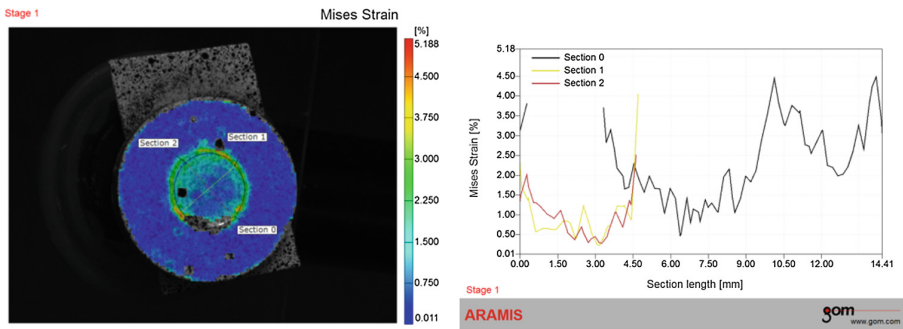 Stage 1
Mises Strain
[%]
5.188
4.500
3.750
3.000
2.250
1.500
0.750
0.011
Section 2
Section 1
Section 0
5.18
4.50
4.00
3.50
3.00
2.50
2.00
1.50
1.00
0.50
0.01
Mises Strain [%]
Section 0
Section 1
Section 2
0.00 1.50 3.00 4.50 6.00 7.50 9.00 10.50 12.00 14.41
Section length [mm]
Stage 1
ARAMIS
gom
www.gom.com